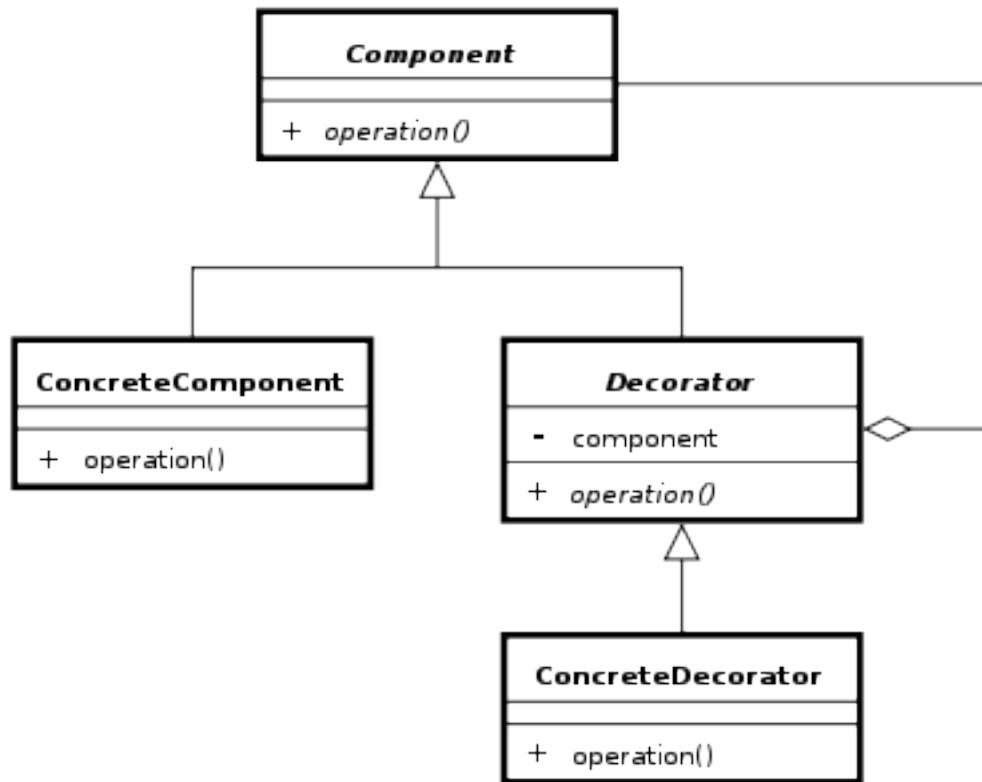 Component
+ operation()
ConcreteComponent
+ operation()
Decorator
- component
+ operation()
ConcreteDecorator
+ operation()